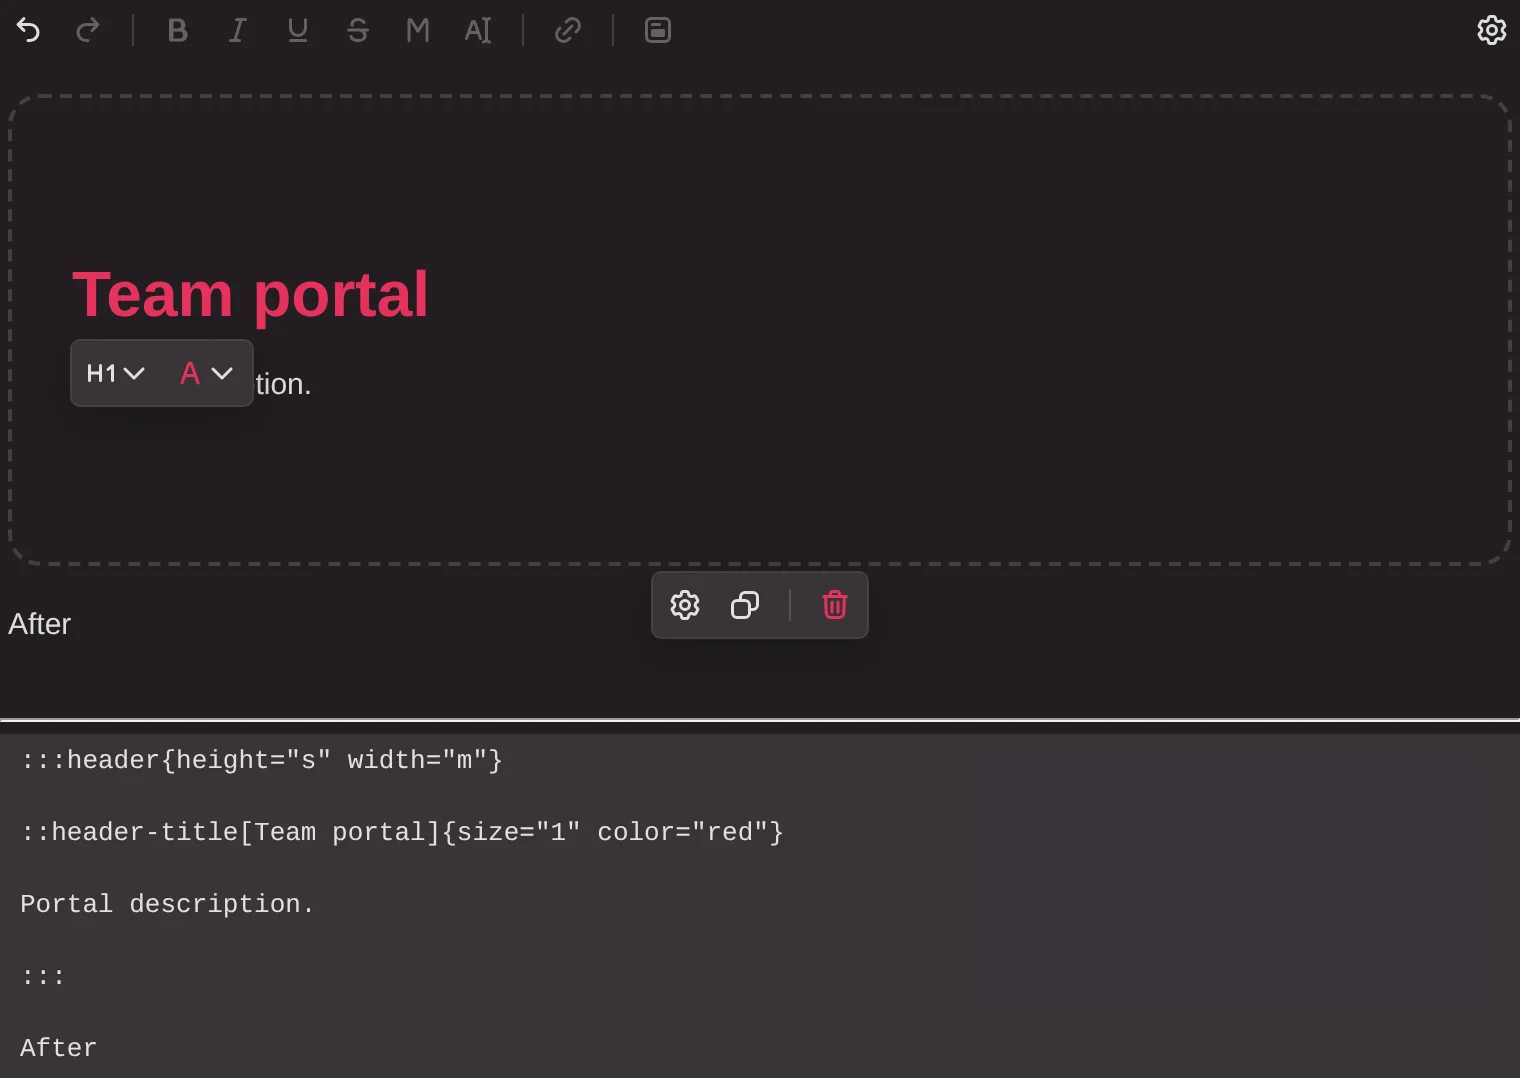 B I U S M A
Team portal
H1 A
tion.
After
:::header{height="s" width="m"}
::header-title[Team portal]{size="1" color="red"}
Portal description.
:::
After